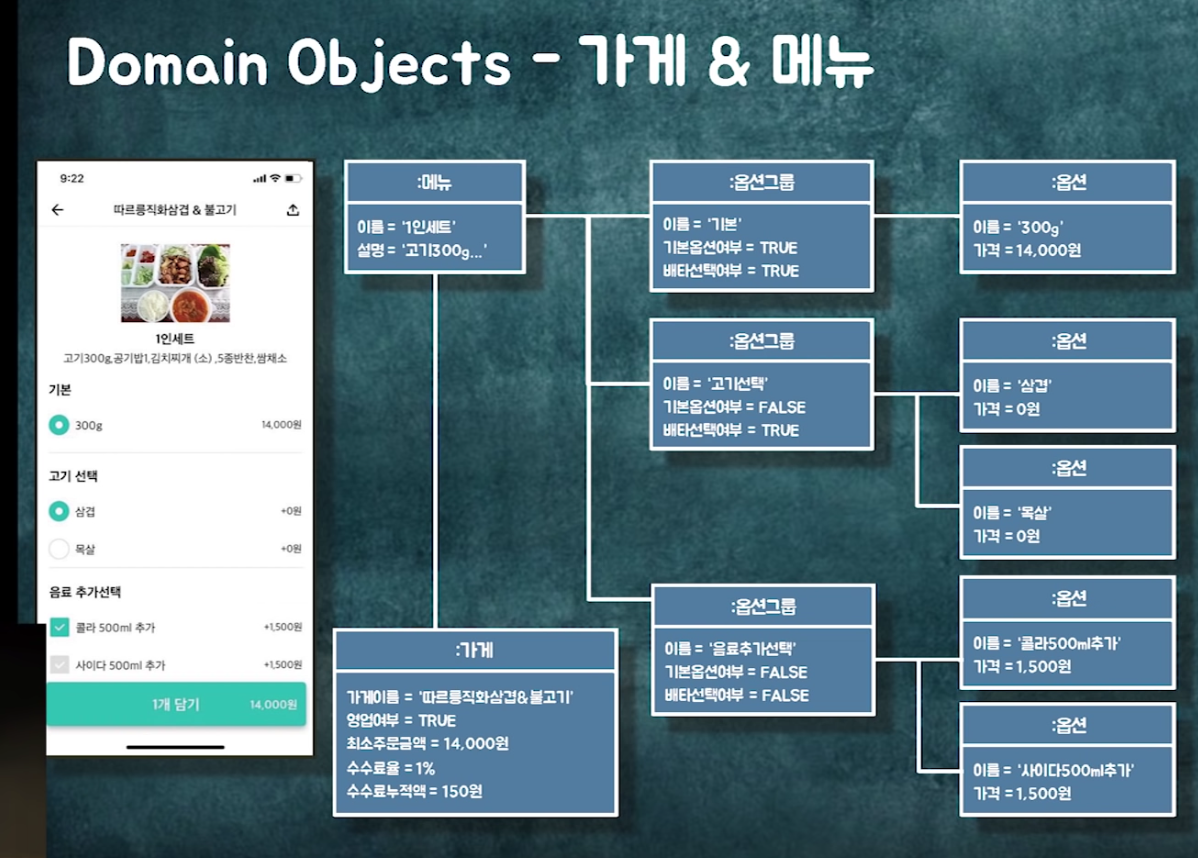 Domain Objects - 가게 & 메뉴
9:22
따르릉직화삼겹 & 불고기
1인세트
고기300g,공기밥1,김치찌개 (소) ,5종반찬,쌈채소
기본
300g 14,000원
고기 선택
삼겹 +0원
목살 +0원
음료 추가선택
콜라 500ml 추가 +1,500원
사이다 500ml 추가 +1,500원
1개 담기 14,000원
:메뉴
이름 = '1인세트'
설명 = '고기300g...'
:가게
가게이름 = '따르릉직화삼겹&불고기'
영업여부 = TRUE
최소주문금액 = 14,000원
수수료율 = 1%
수수료누적액 = 150원
:옵션그룹
이름 = '기본'
기본옵션여부 = TRUE
배타선택여부 = TRUE
:옵션그룹
이름 = '고기선택'
기본옵션여부 = FALSE
배타선택여부 = TRUE
:옵션그룹
이름 = '음료추가선택'
기본옵션여부 = FALSE
배타선택여부 = FALSE
:옵션
이름 = '300g'
가격 =14,000원
:옵션
이름 = '삼겹'
가격 = 0원
:옵션
이름 = '목살'
가격 = 0원
:옵션
이름 = '콜라500ml추가'
가격 =1,500원
:옵션
이름 = '사이다500ml추가'
가격 =1,500원